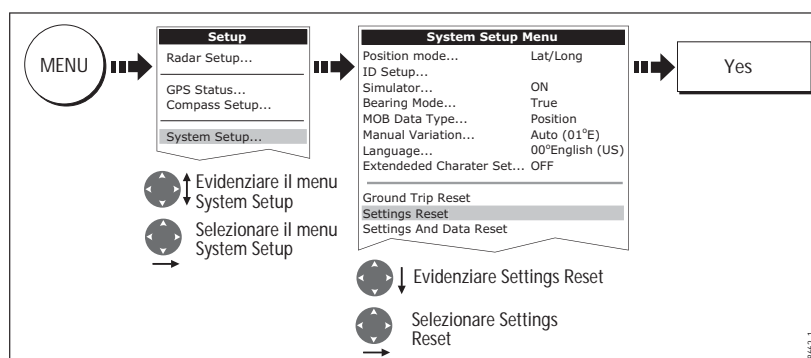 MENU
Setup
Radar Setup...
GPS Status...
Compass Setup...
System Setup...
Evidenziare il menu
System Setup
Selezionare il menu
System Setup
System Setup Menu
Position mode... Lat/Long
ID Setup...
Simulator... ON
Bearing Mode... True
MOB Data Type... Position
Manual Variation... Auto (01°E)
Language... 00°English (US)
Extendeded Charater Set... OFF
Ground Trip Reset
Settings Reset
Settings And Data Reset
Evidenziare Settings Reset
Selezionare Settings
Reset
Yes